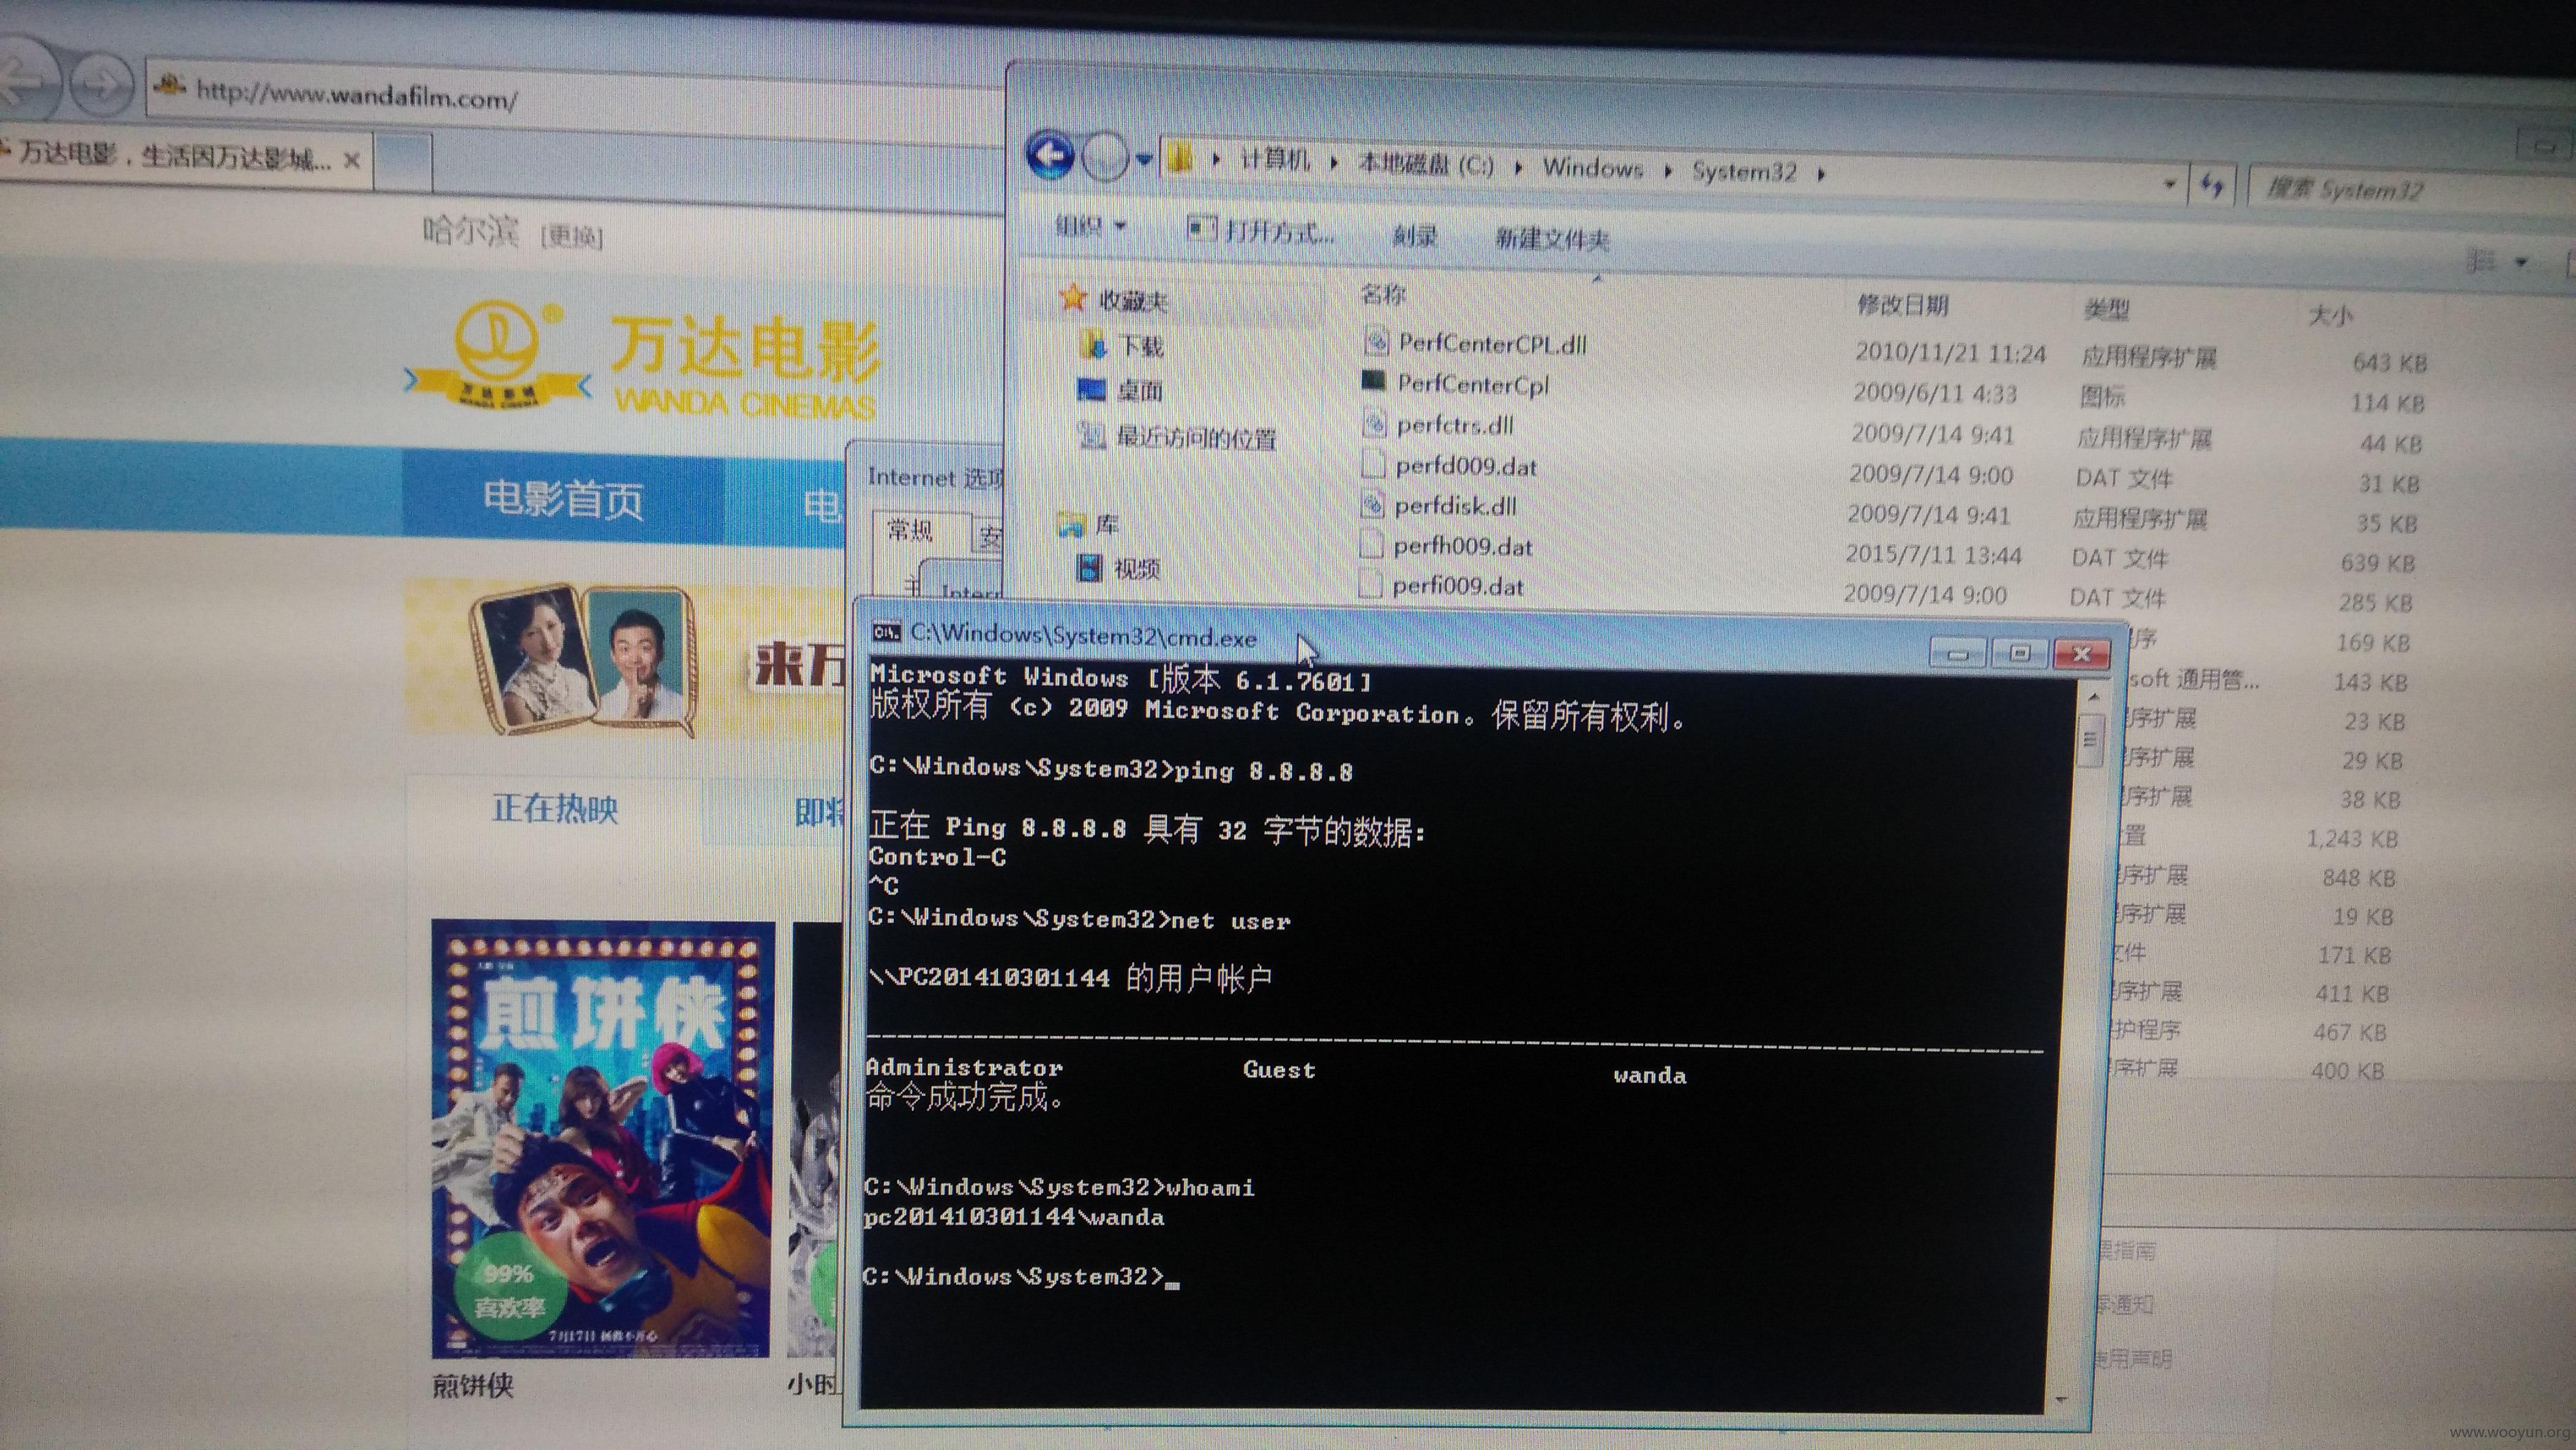 http://www.wandafilm.com/
万达电影，生活因万达影城...
哈尔滨 [更换]
万达电影
WANDA CINEMAS
万达影城
WANDA CINEMA
电影首页
电
来万
正在热映
即将
煎饼侠
99%
喜欢率
7月17日 拯救不开心
煎饼侠
小时
Internet 选项
常规
安
Intern
计算机
本地磁盘 (C:)
Windows
System32
搜索 System32
组织
打开方式...
刻录
新建文件夹
收藏夹
下载
桌面
最近访问的位置
库
视频
名称 修改日期 类型 大小
PerfCenterCPL.dll 2010/11/21 11:24 应用程序扩展 643 KB
PerfCenterCpl 2009/6/11 4:33 图标 114 KB
perfctrs.dll 2009/7/14 9:41 应用程序扩展 44 KB
perfd009.dat 2009/7/14 9:00 DAT 文件 31 KB
perfdisk.dll 2009/7/14 9:41 应用程序扩展 35 KB
perfh009.dat 2015/7/11 13:44 DAT 文件 639 KB
perfi009.dat 2009/7/14 9:00 DAT 文件 285 KB
序 169 KB
soft 通用管... 143 KB
序扩展 23 KB
序扩展 29 KB
序扩展 38 KB
置 1,243 KB
序扩展 848 KB
序扩展 19 KB
文件 171 KB
序扩展 411 KB
护程序 467 KB
序扩展 400 KB
票指南
通知
使用声明
C:\Windows\System32\cmd.exe
Microsoft Windows [版本 6.1.7601]
版权所有 (c) 2009 Microsoft Corporation。保留所有权利。
C:\Windows\System32>ping 8.8.8.8
正在 Ping 8.8.8.8 具有 32 字节的数据:
Control-C
^C
C:\Windows\System32>net user
\\PC201410301144 的用户帐户
-------------------------------------------------------------------------------
Administrator Guest wanda
命令成功完成。
C:\Windows\System32>whoami
pc201410301144\wanda
C:\Windows\System32>
www.wooyun.org